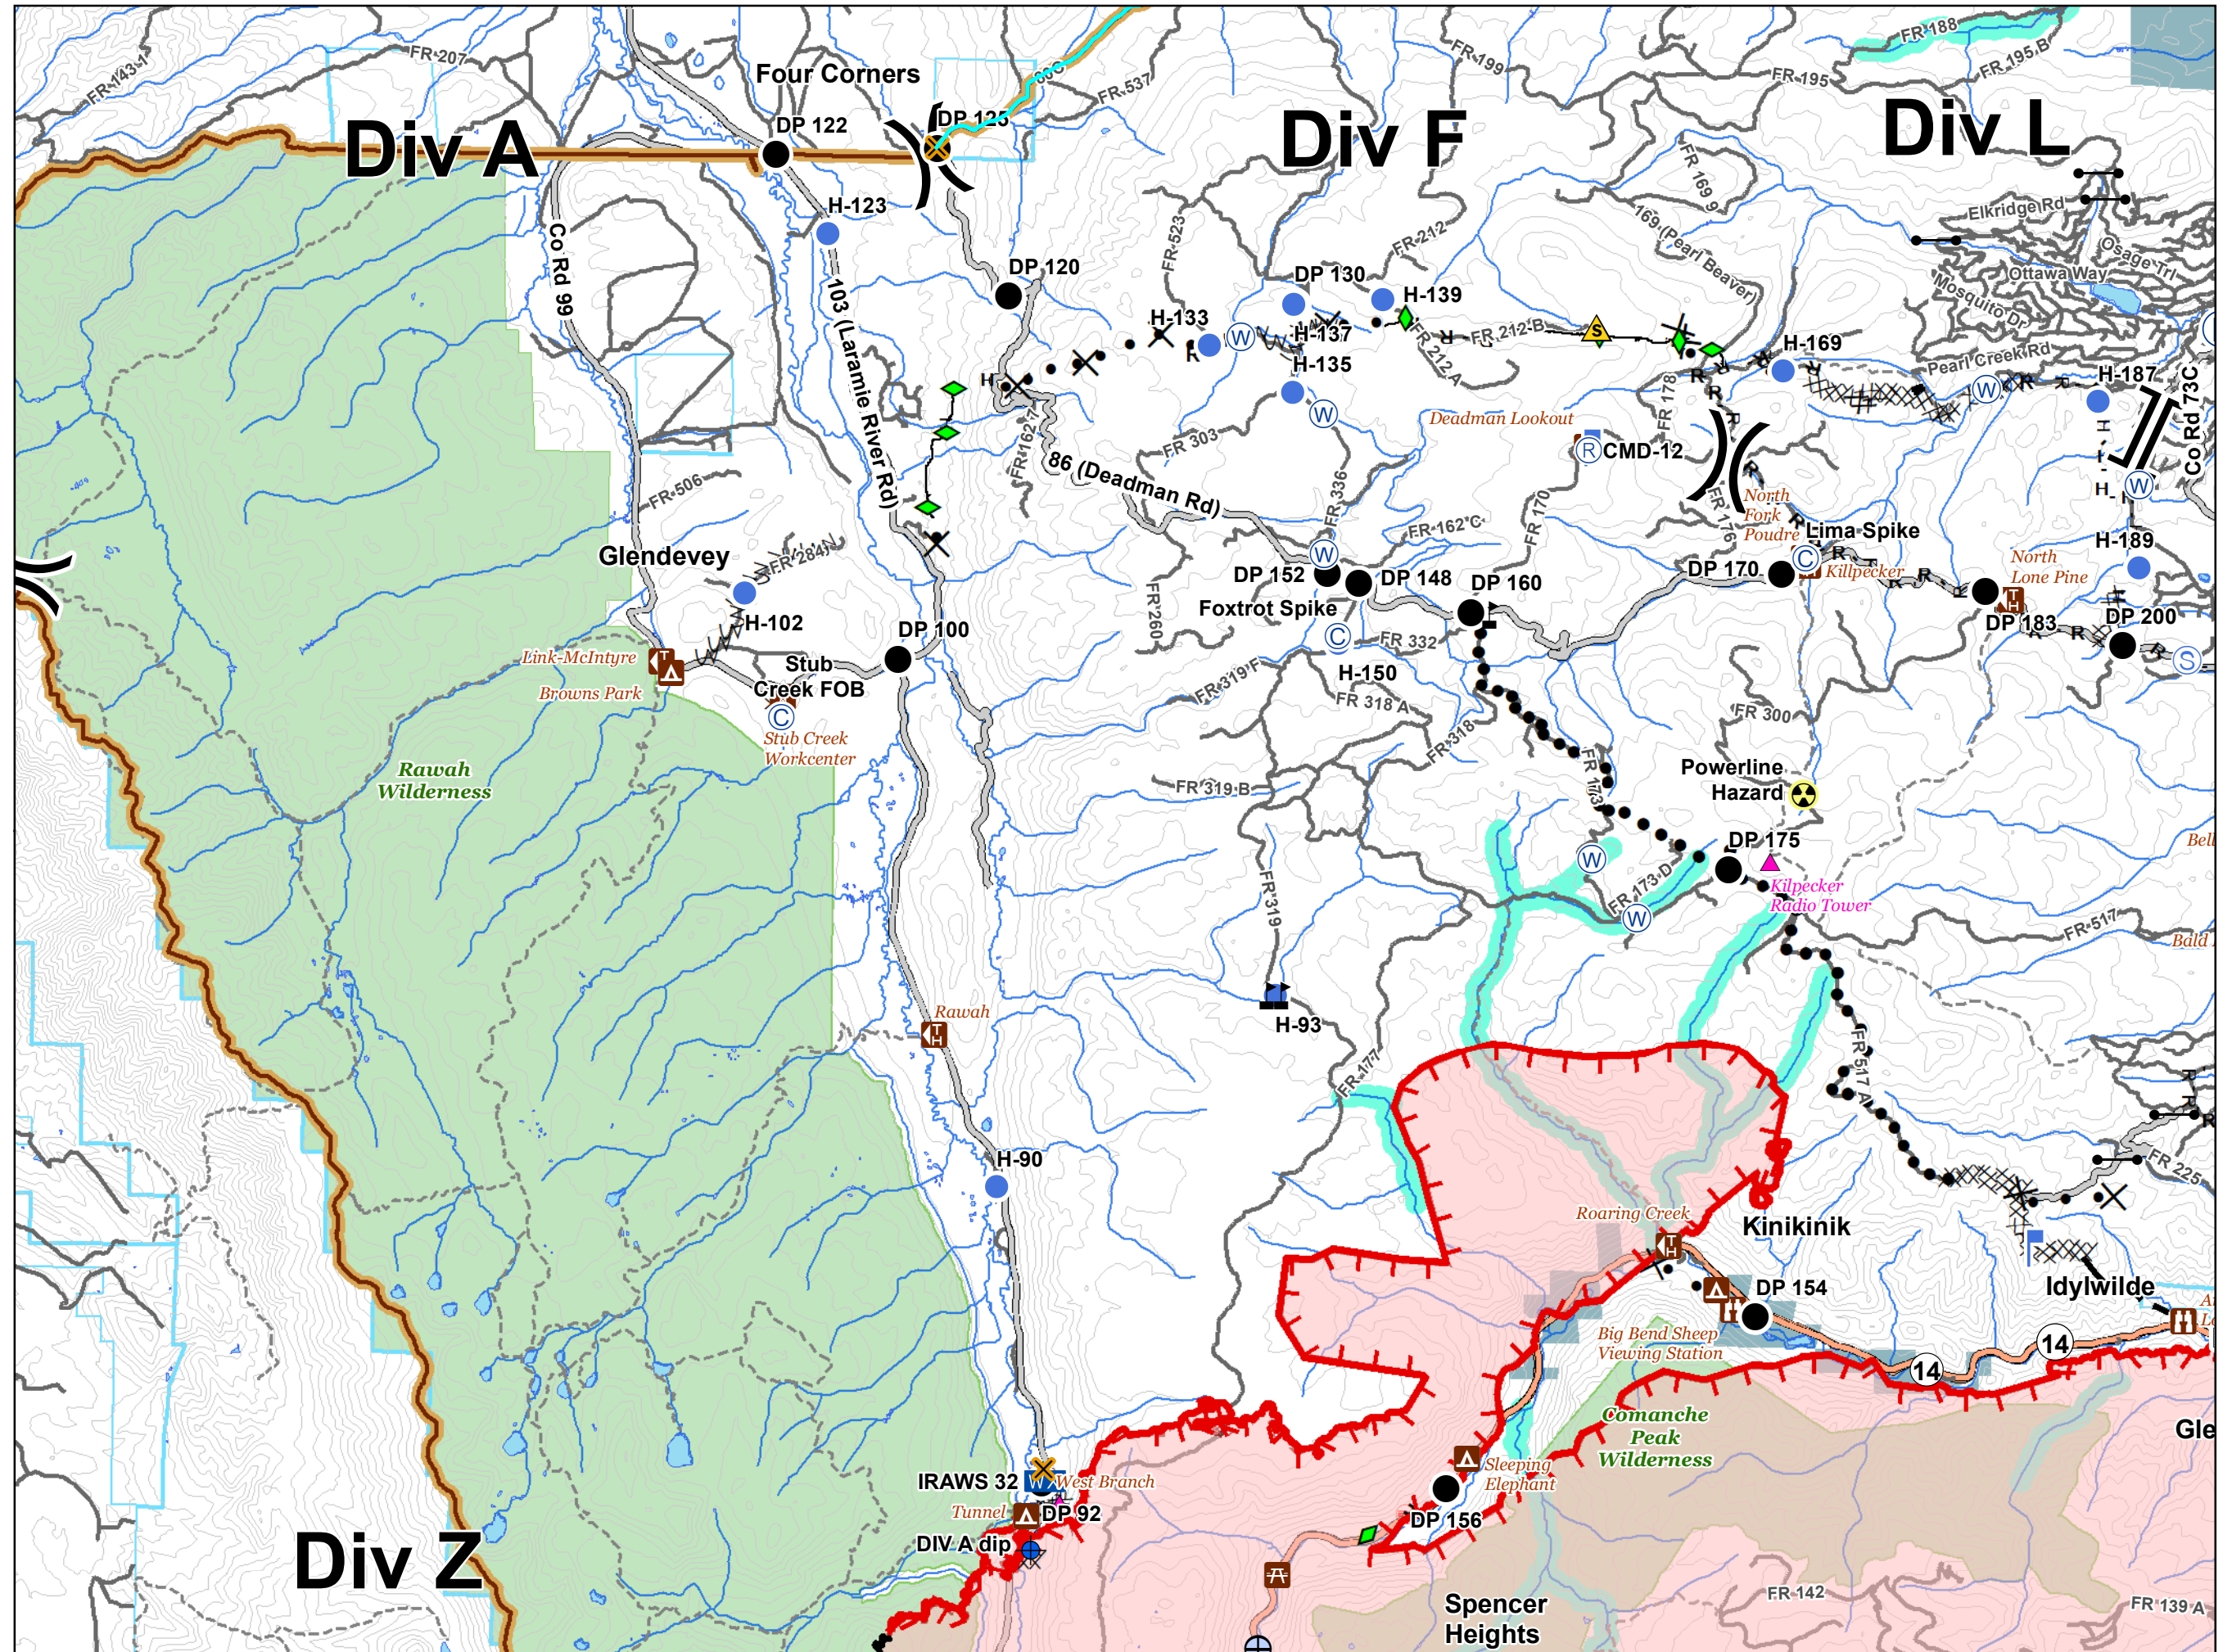 FR 207
FR 143-1
Four Corners
DP 122
DP 125
FR 537
FR 199
FR 195
FR 188
FR 195 B
Div A
Div F
Div L
H-123
Co Rd 99
103 (Laramie River Rd)
DP 120
FR 523
FR 212
FR 169 9
169 (Pearl Beaver)
Elkridge Rd
Osage Trl
Ottawa Way
Mosquito Dr
Pearl Creek Rd
DP 130
H-139
H-133
W
H-137
H-135
W
FR 212 B
FR 212 A
S
H-169
W
H-187
Co Rd 73C
H
R
FR 162
FR 303
86 (Deadman Rd)
FR 336
FR 162 C
FR 170
FR 178
FR 176
Deadman Lookout
R
CMD-12
North
Fork
Poudre
Lima Spike
C
Killpecker
W
H-189
North
Lone Pine
TH
DP 183
DP 200
S
FR 506
Glendevey
FR 284
H-102
DP 100
Stub
Creek FOB
C
Stub Creek
Workcenter
Link-McIntyre
Browns Park
Rawah
Wilderness
W
DP 152
DP 148
DP 160
DP 170
Foxtrot Spike
C
H-150
FR 332
FR 260
FR 319 F
FR 318 A
FR 318
FR 319 B
FR 300
FR 173
Powerline
Hazard
DP 175
Kilpecker
Radio Tower
W
FR 173 D
W
FR 517
Bell
Bald
FR 319
H-93
FR 177
FR 517 A
Rawah
TH
H-90
FR 225
Roaring Creek
TH
Kinikinik
DP 154
Big Bend Sheep
Viewing Station
Idylwilde
14
14
Comanche
Peak
Wilderness
Gle
IRAWS 32
West Branch
Tunnel
DP 92
DIV A dip
Sleeping
Elephant
DP 156
Div Z
Spencer
Heights
FR 142
FR 139 A